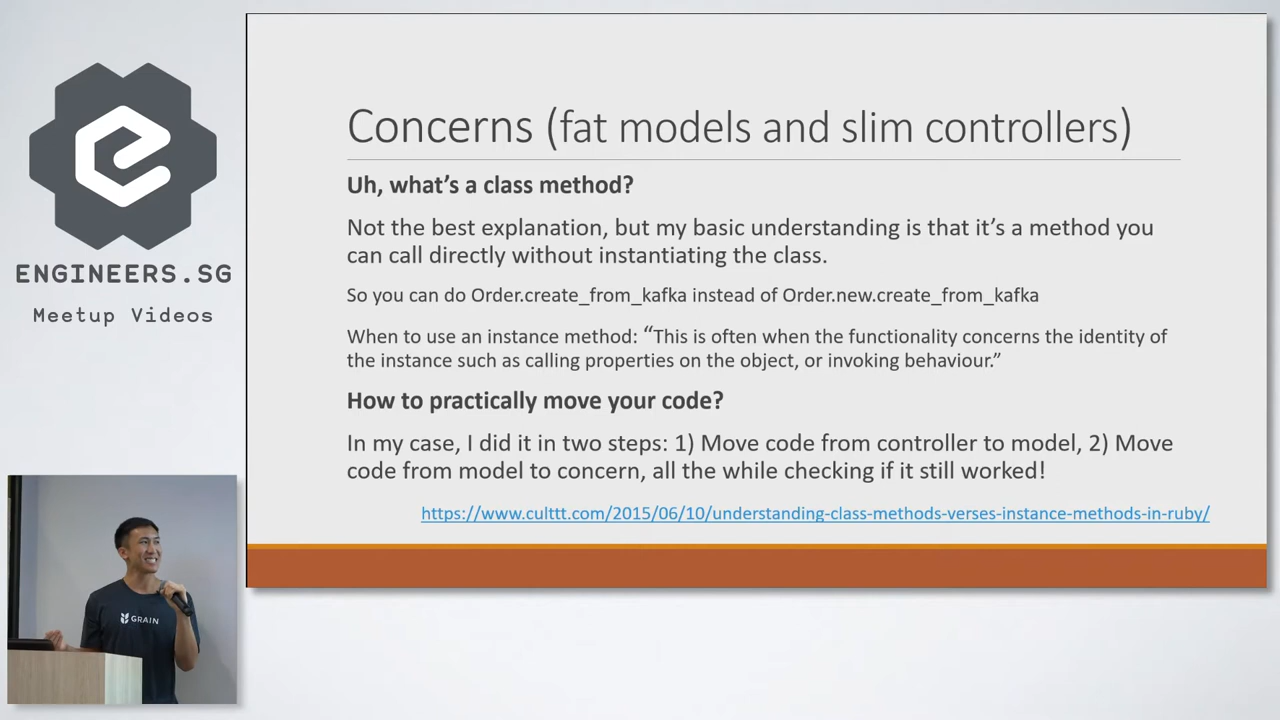 ENGINEERS.SG
Meetup Videos
Concerns (fat models and slim controllers)
Uh, what’s a class method?
Not the best explanation, but my basic understanding is that it’s a method you
can call directly without instantiating the class.
So you can do Order.create_from_kafka instead of Order.new.create_from_kafka
When to use an instance method: “This is often when the functionality concerns the identity of
the instance such as calling properties on the object, or invoking behaviour.”
How to practically move your code?
In my case, I did it in two steps: 1) Move code from controller to model, 2) Move
code from model to concern, all the while checking if it still worked!
https://www.culttt.com/2015/06/10/understanding-class-methods-verses-instance-methods-in-ruby/
GRAIN